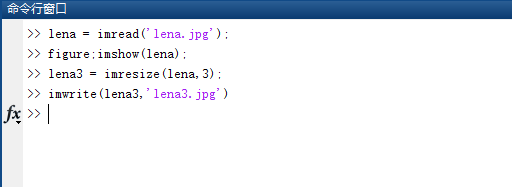 命令行窗口
>> lena = imread('lena.jpg');
>> figure;imshow(lena);
>> lena3 = imresize(lena,3);
>> imwrite(lena3,'lena3.jpg')
fx >>